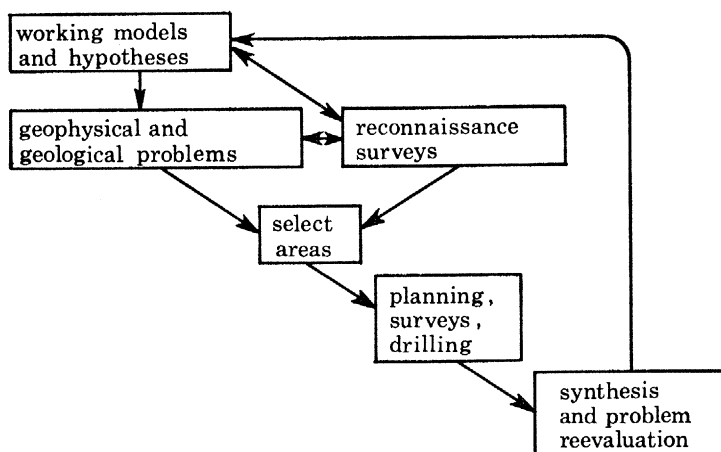 working models
and hypotheses
geophysical and
geological problems
reconnaissance
surveys
select
areas
planning,
surveys,
drilling
synthesis
and problem
reevaluation